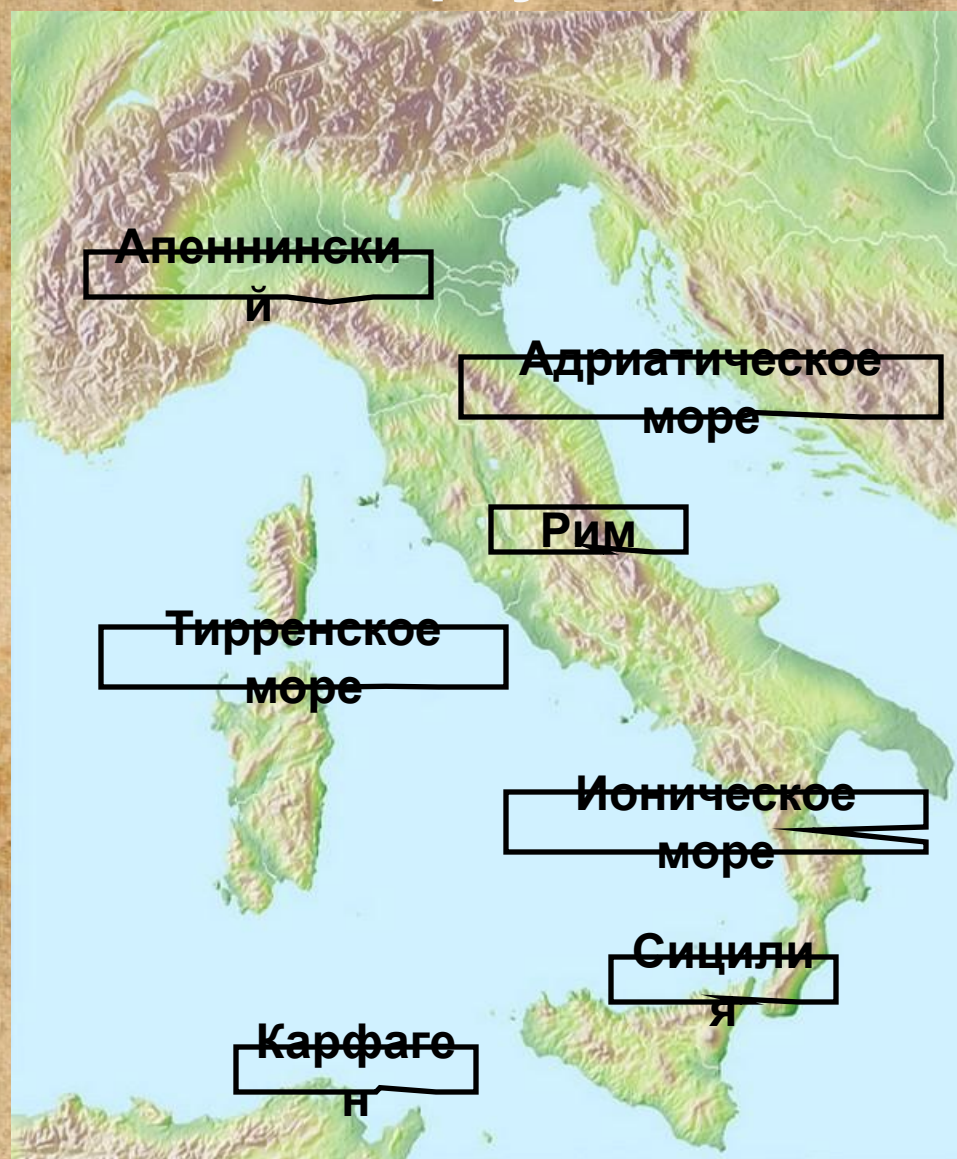 Апеннински
й
Адриатическое
море
Рим
Тирренское
море
Ионическое
море
Сицили
я
Карфаге
н